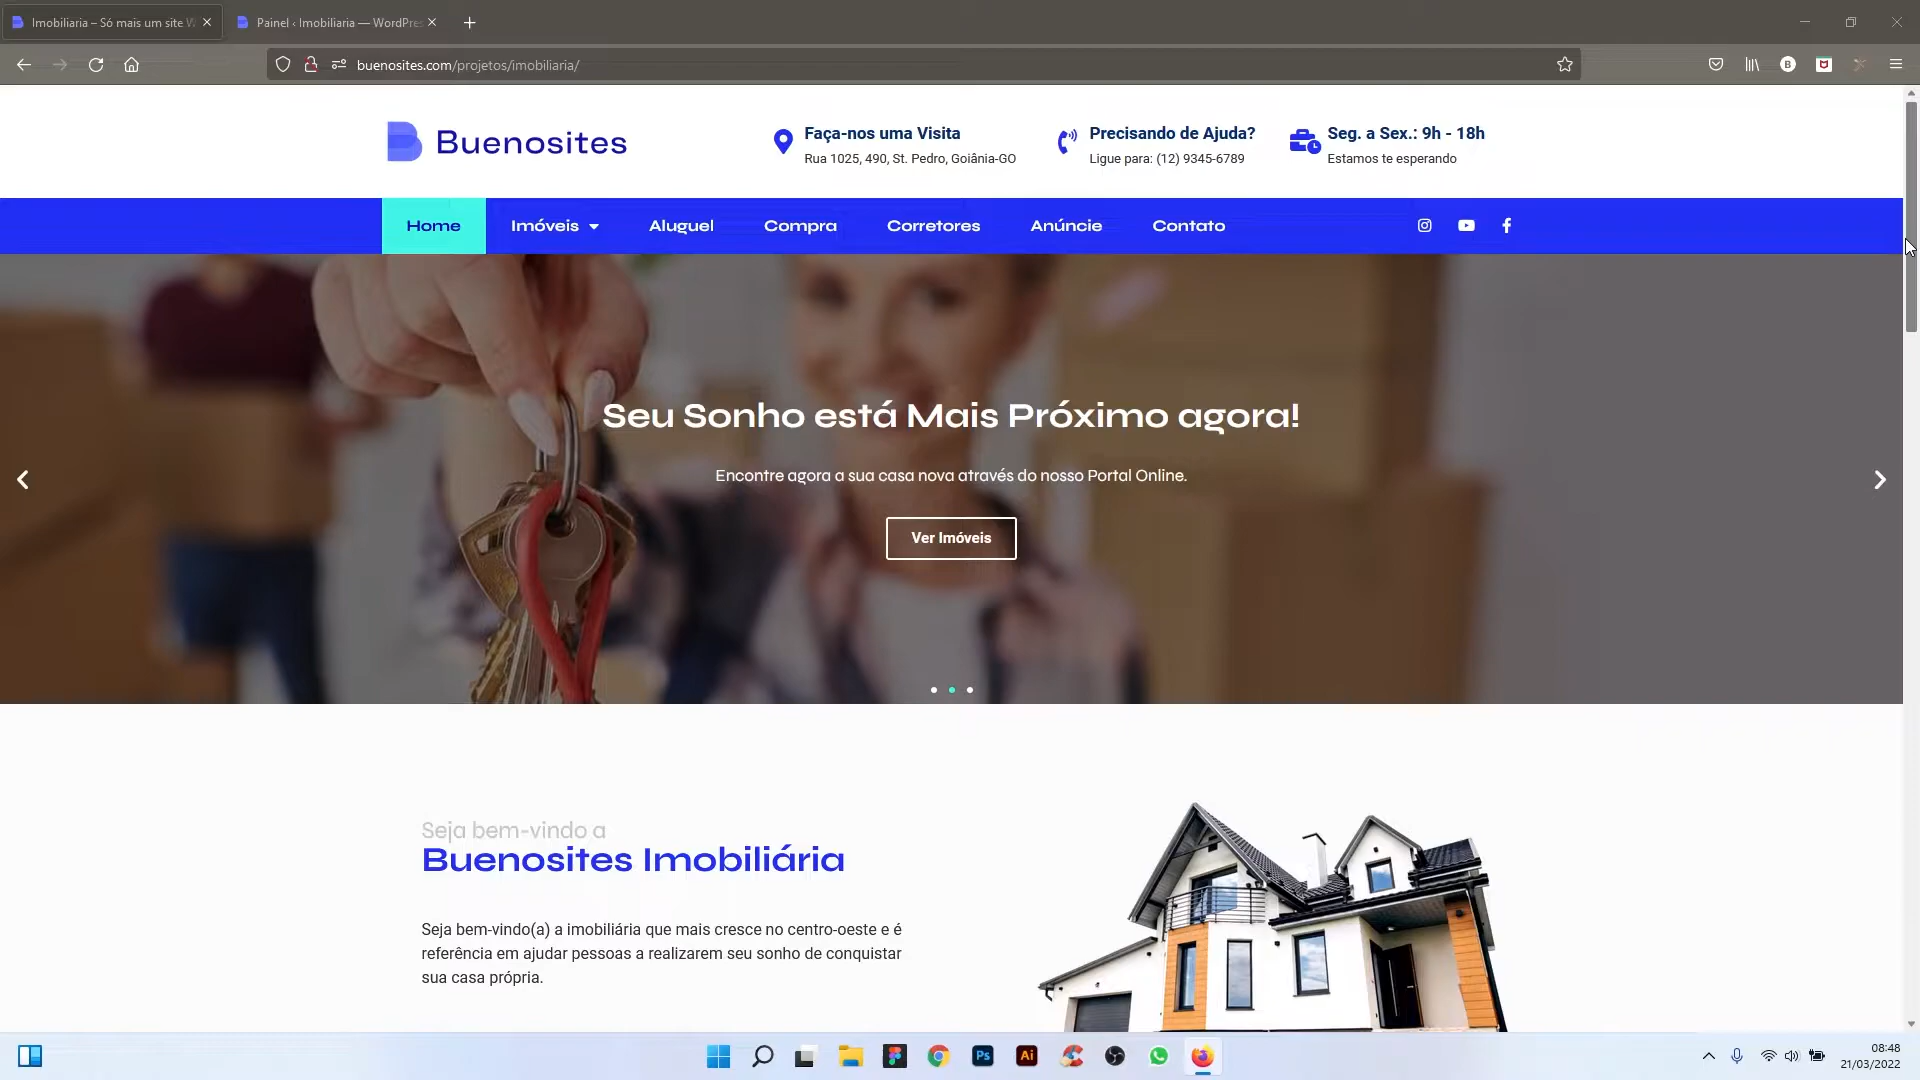 Imobiliaria – Só mais um site W
Painel ‹ Imobiliaria — WordPre
buenosites.com/projetos/imobiliaria/
Buenosites
Faça-nos uma Visita
Rua 1025, 490, St. Pedro, Goiânia-GO
Precisando de Ajuda?
Ligue para: (12) 9345-6789
Seg. a Sex.: 9h - 18h
Estamos te esperando
Home Imóveis Aluguel Compra Corretores Anúncie Contato
Seu Sonho está Mais Próximo agora!
Encontre agora a sua casa nova através do nosso Portal Online.
Ver Imóveis
Seja bem-vindo a
Buenosites Imobiliária
Seja bem-vindo(a) a imobiliária que mais cresce no centro-oeste e é
referência em ajudar pessoas a realizarem seu sonho de conquistar
sua casa própria.
Ps
Ai
08:48
21/03/2022